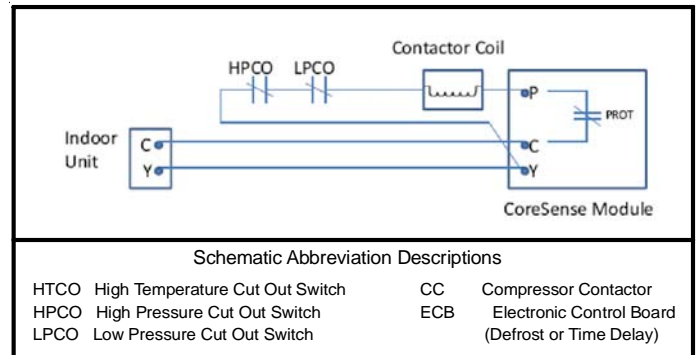 Contactor Coil
HPCO LPCO
P
PROT
Indoor
Unit
C
Y
C
Y
CoreSense Module
Schematic Abbreviation Descriptions
HTCO High Temperature Cut Out Switch
HPCO High Pressure Cut Out Switch
LPCO Low Pressure Cut Out Switch
CC Compressor Contactor
ECB Electronic Control Board
(Defrost or Time Delay)